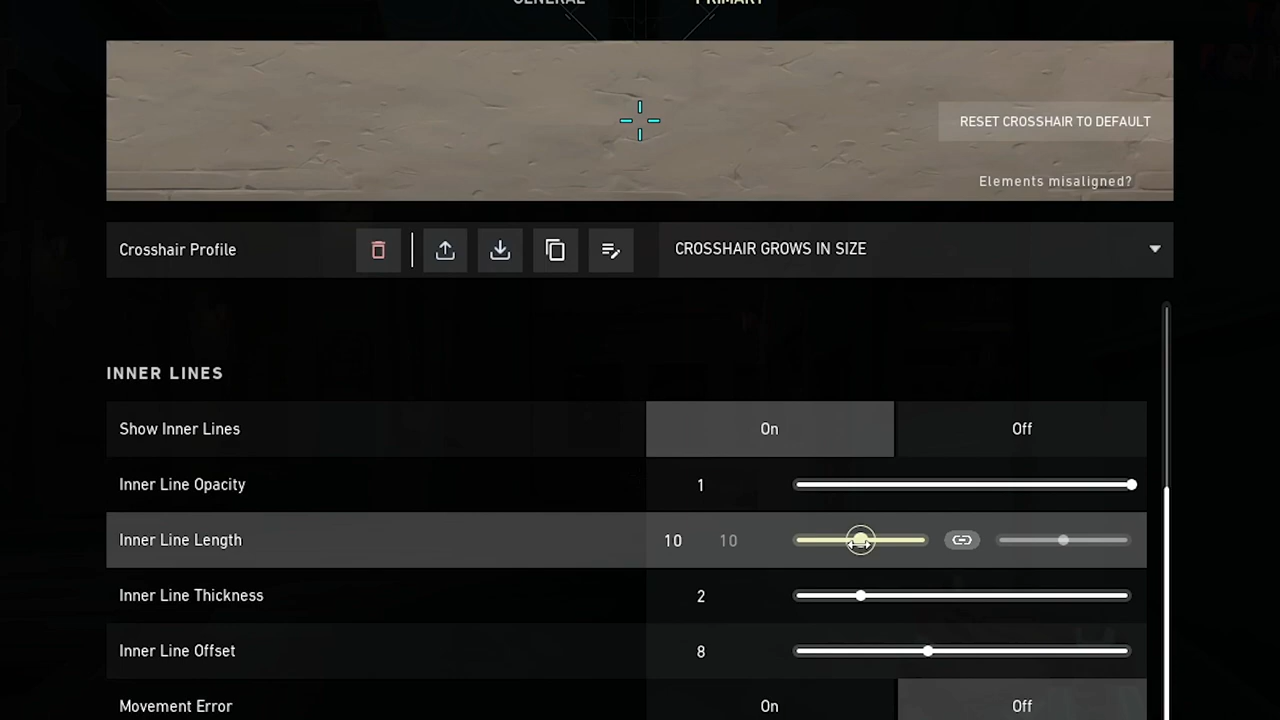 GENERAL PRIMARY
RESET CROSSHAIR TO DEFAULT
Elements misaligned?
Crosshair Profile CROSSHAIR GROWS IN SIZE
INNER LINES
Show Inner Lines On Off
Inner Line Opacity 1
Inner Line Length 10 10
Inner Line Thickness 2
Inner Line Offset 8
Movement Error On Off